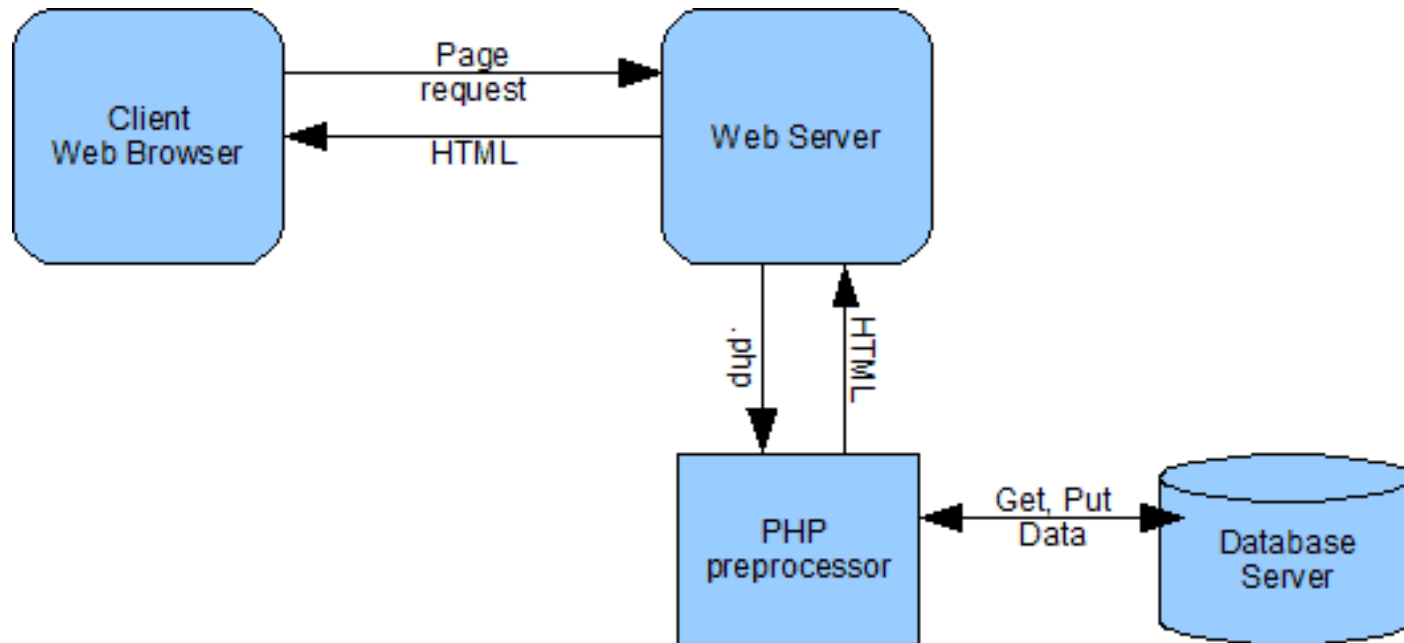 Page
request
Client
Web Browser
HTML
Web Server
.php
HTML
PHP
preprocessor
Get, Put
Data
Database
Server